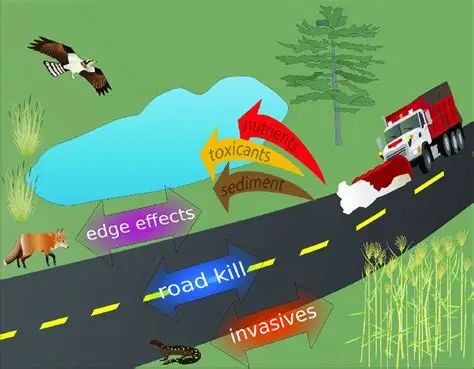 nutrients
toxicants
sediment
edge effects
road kill
invasives